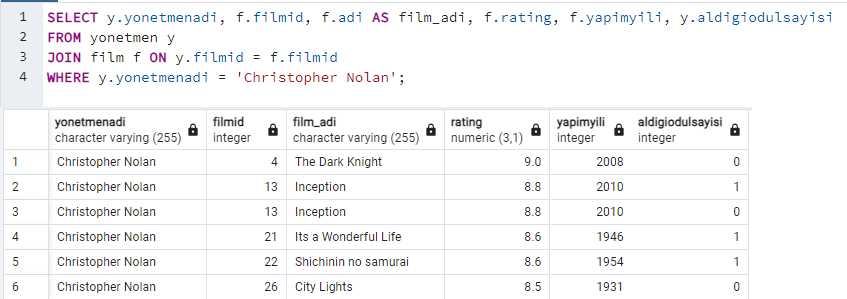 1 SELECT y.yonetmenadi, f.filmid, f.adi AS film_adi, f.rating, f.yapimyili, y.aldigiodulsayisi
2 FROM yonetmen y
3 JOIN film f ON y.filmid = f.filmid
4 WHERE y.yonetmenadi = 'Christopher Nolan';
yonetmenadi filmid film_adi rating yapimyili aldigiodulsayisi
character varying (255) integer character varying (255) numeric (3,1) integer integer
1 Christopher Nolan 4 The Dark Knight 9.0 2008 0
2 Christopher Nolan 13 Inception 8.8 2010 1
3 Christopher Nolan 13 Inception 8.8 2010 0
4 Christopher Nolan 21 Its a Wonderful Life 8.6 1946 1
5 Christopher Nolan 22 Shichinin no samurai 8.6 1954 1
6 Christopher Nolan 26 City Lights 8.5 1931 0